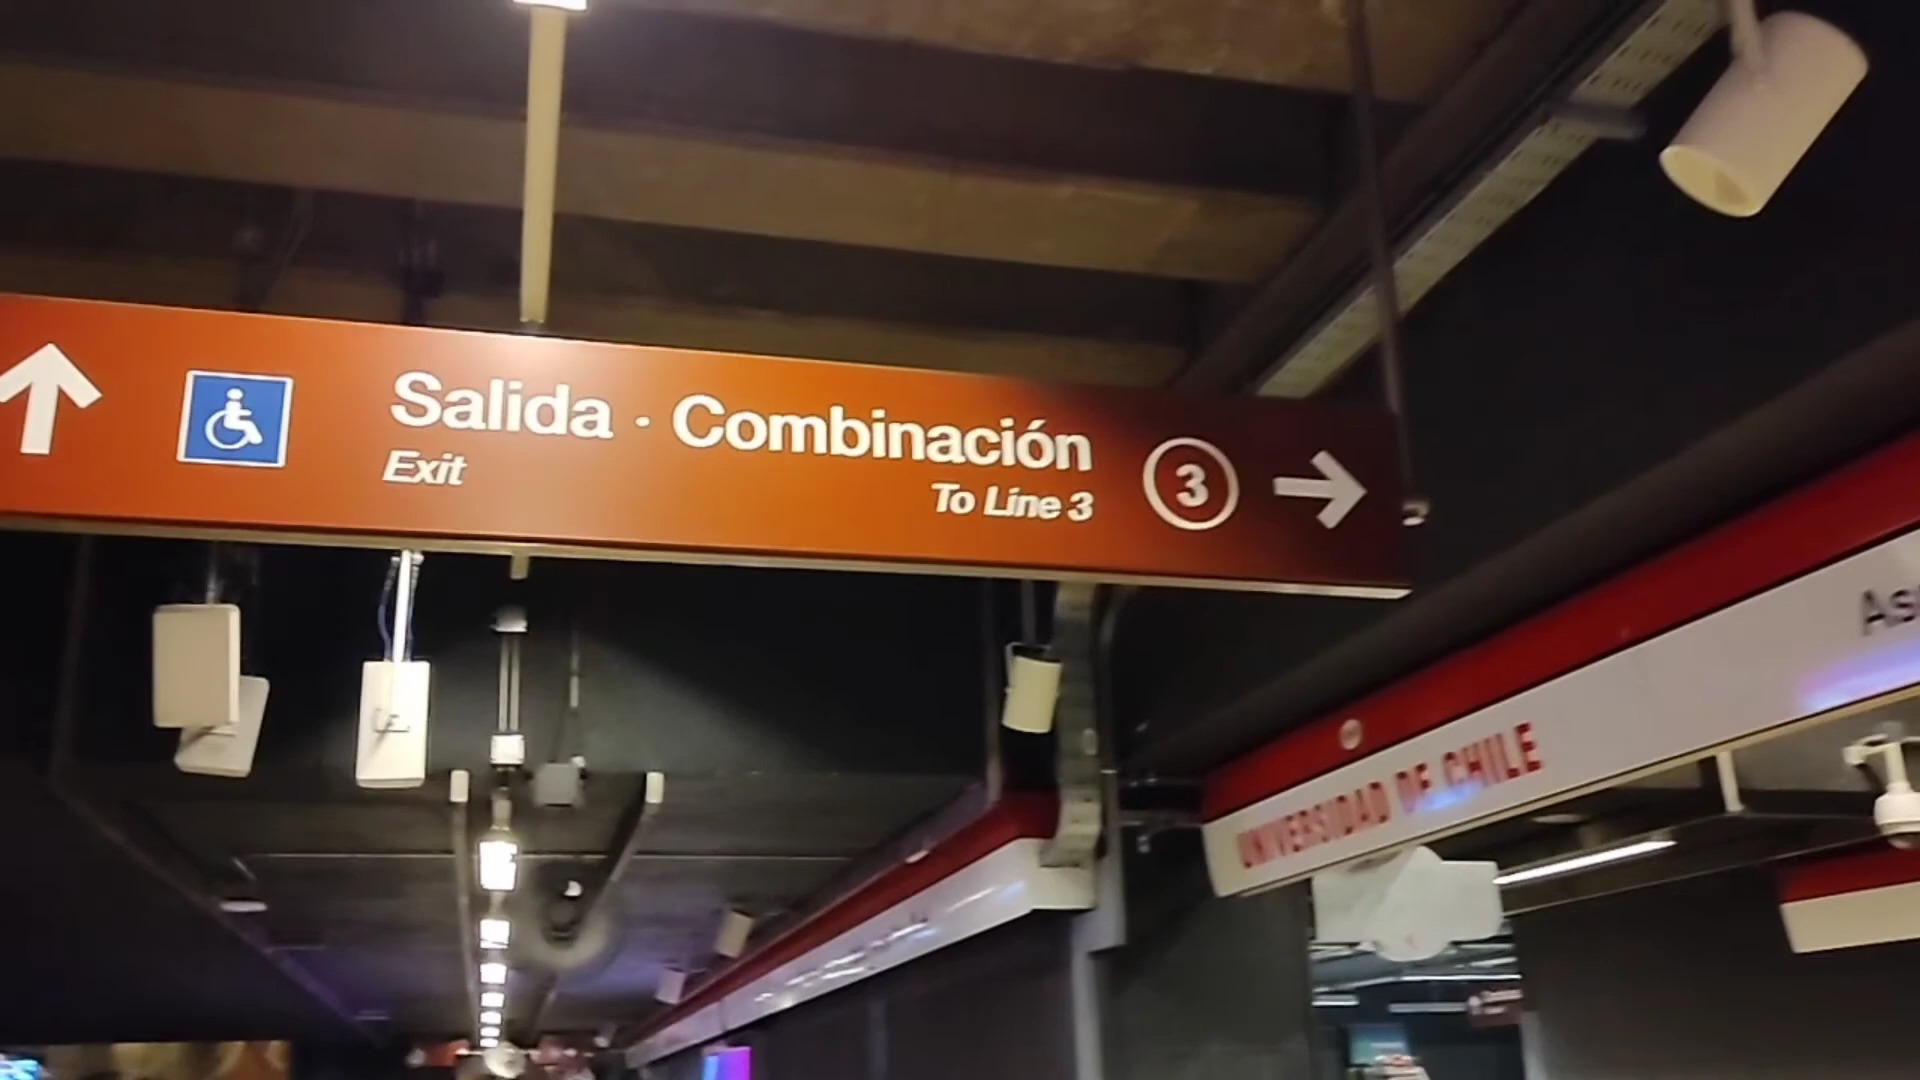 Salida · Combinación
Exit
To Line 3
3
UNIVERSIDAD DE CHILE